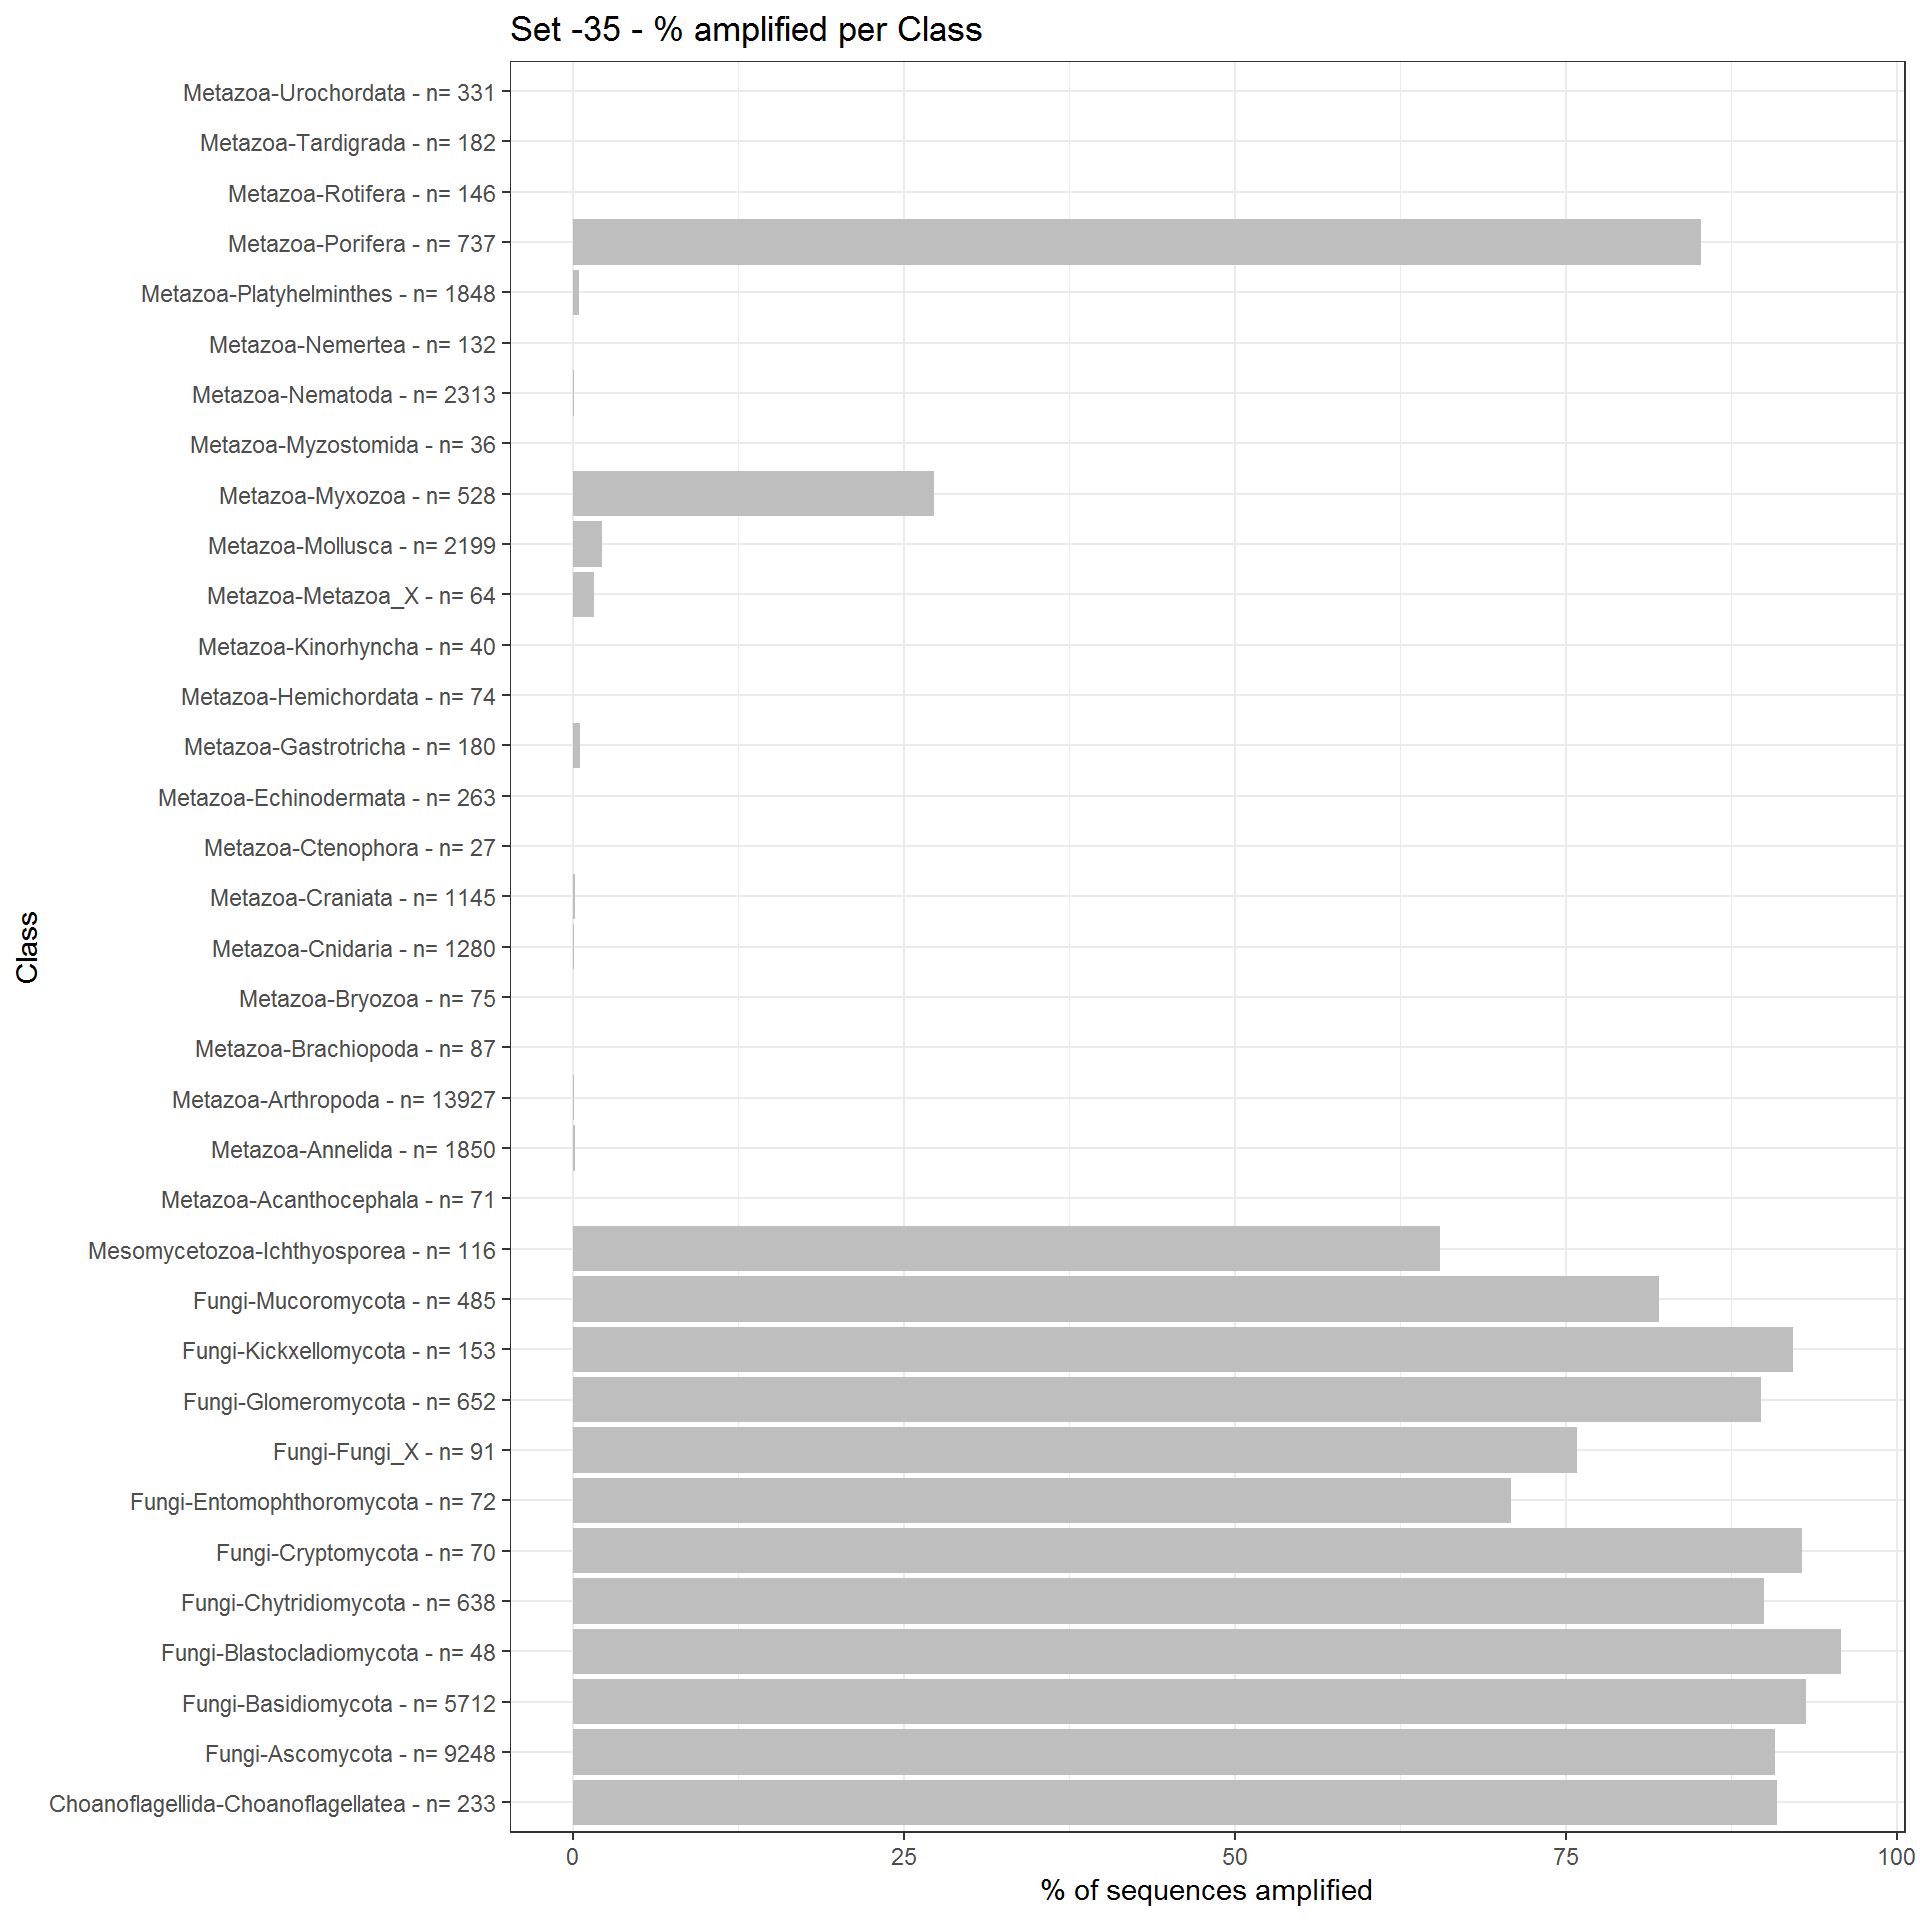 Set -35 - % amplified per Class
Class
Metazoa-Urochordata - n= 331
Metazoa-Tardigrada - n= 182
Metazoa-Rotifera - n= 146
Metazoa-Porifera - n= 737
Metazoa-Platyhelminthes - n= 1848
Metazoa-Nemertea - n= 132
Metazoa-Nematoda - n= 2313
Metazoa-Myzostomida - n= 36
Metazoa-Myxozoa - n= 528
Metazoa-Mollusca - n= 2199
Metazoa-Metazoa_X - n= 64
Metazoa-Kinorhyncha - n= 40
Metazoa-Hemichordata - n= 74
Metazoa-Gastrotricha - n= 180
Metazoa-Echinodermata - n= 263
Metazoa-Ctenophora - n= 27
Metazoa-Craniata - n= 1145
Metazoa-Cnidaria - n= 1280
Metazoa-Bryozoa - n= 75
Metazoa-Brachiopoda - n= 87
Metazoa-Arthropoda - n= 13927
Metazoa-Annelida - n= 1850
Metazoa-Acanthocephala - n= 71
Mesomycetozoa-Ichthyosporea - n= 116
Fungi-Mucoromycota - n= 485
Fungi-Kickxellomycota - n= 153
Fungi-Glomeromycota - n= 652
Fungi-Fungi_X - n= 91
Fungi-Entomophthoromycota - n= 72
Fungi-Cryptomycota - n= 70
Fungi-Chytridiomycota - n= 638
Fungi-Blastocladiomycota - n= 48
Fungi-Basidiomycota - n= 5712
Fungi-Ascomycota - n= 9248
Choanoflagellida-Choanoflagellatea - n= 233
0 25 50 75 100
% of sequences amplified